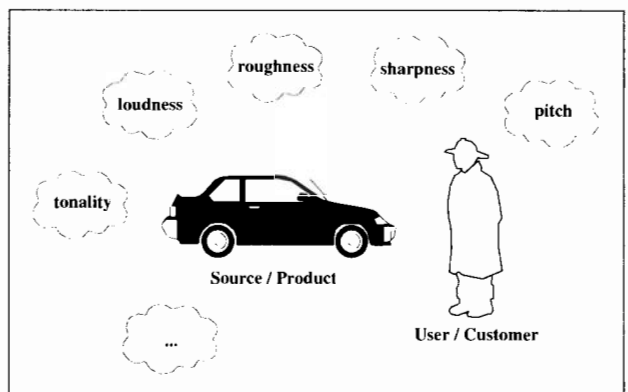 roughness
sharpness
loudness
pitch
tonality
Source / Product
User / Customer
...